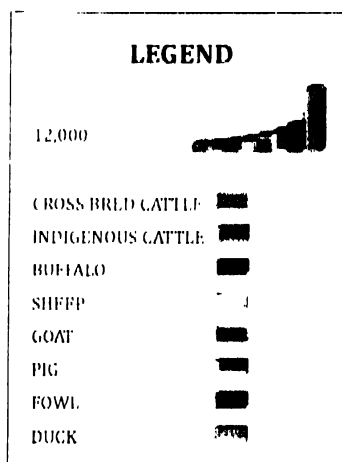 LEGEND
12,000
CROSS BRED CATTLE
INDIGENOUS CATTLE
BUFFALO
SHEEP
GOAT
PIG
FOWL
DUCK